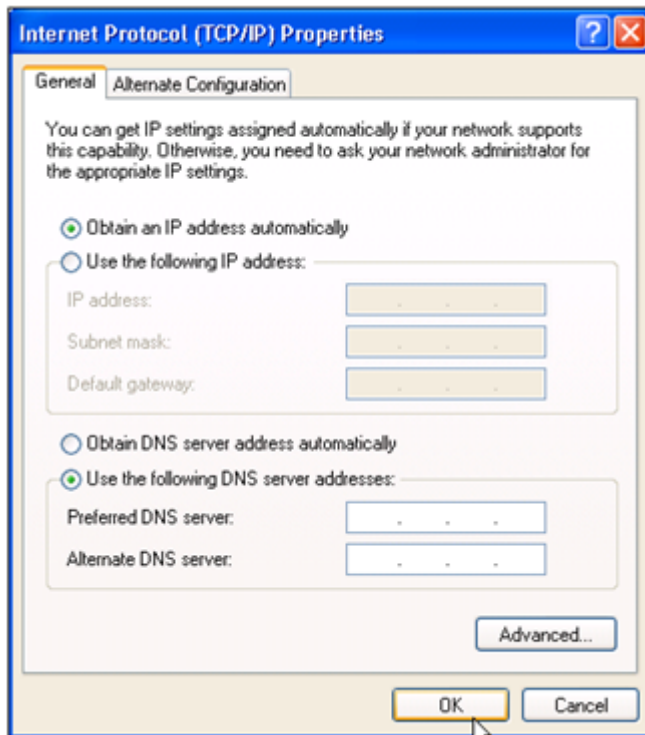 Internet Protocol (TCP/IP) Properties
General
Alternate Configuration
You can get IP settings assigned automatically if your network supports
this capability. Otherwise, you need to ask your network administrator for
the appropriate IP settings.
Obtain an IP address automatically
Use the following IP address:
IP address:
Subnet mask:
Default gateway:
Obtain DNS server address automatically
Use the following DNS server addresses:
Preferred DNS server:
Alternate DNS server:
Advanced...
OK
Cancel